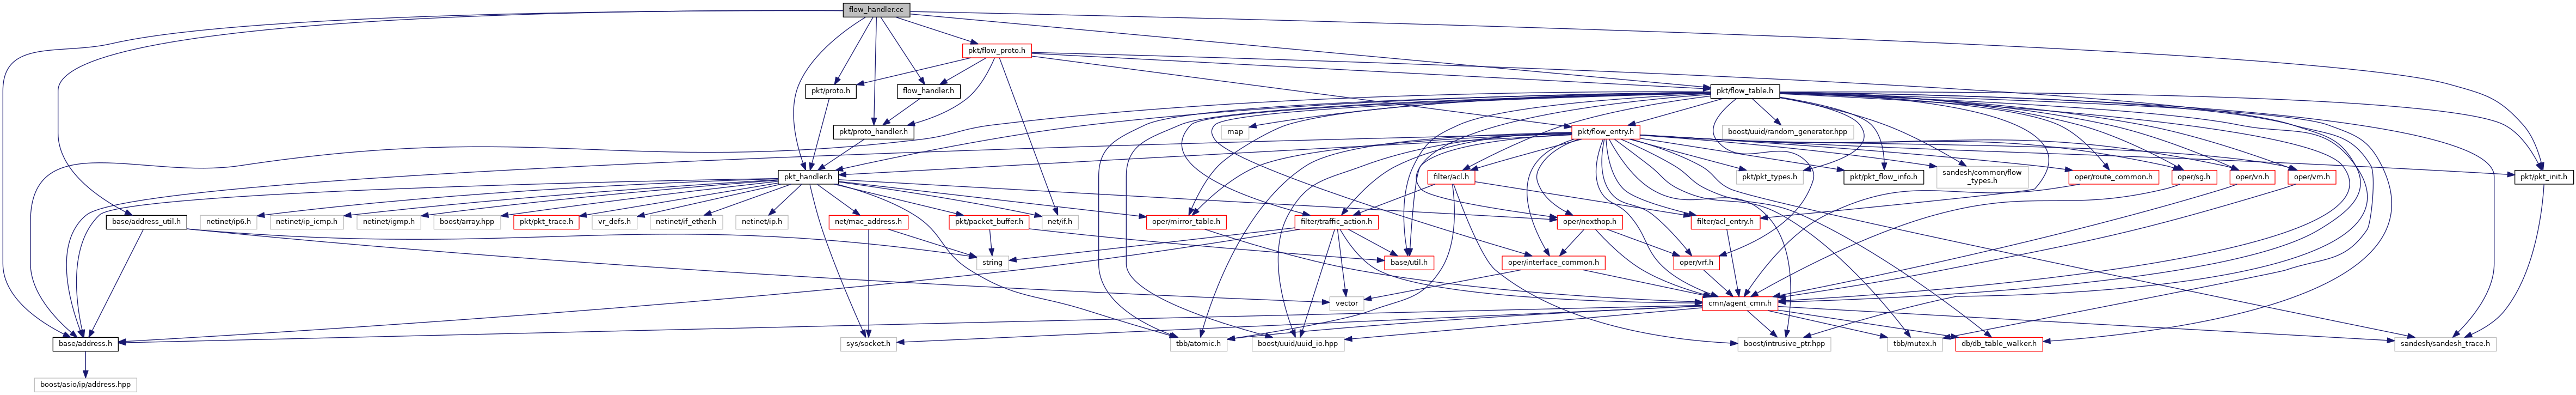 flow_handler.cc
pkt/flow_proto.h
pkt/proto.h
flow_handler.h
pkt/flow_table.h
pkt/proto_handler.h
map
pkt/flow_entry.h
boost/uuid/random_generator.hpp
pkt_handler.h
filter/acl.h
pkt/pkt_types.h
pkt/pkt_flow_info.h
sandesh/common/flow
_types.h
oper/route_common.h
oper/sg.h
oper/vn.h
oper/vm.h
pkt/pkt_init.h
base/address_util.h
netinet/ip6.h
netinet/ip_icmp.h
netinet/igmp.h
boost/array.hpp
pkt/pkt_trace.h
vr_defs.h
netinet/if_ether.h
netinet/ip.h
net/mac_address.h
pkt/packet_buffer.h
net/if.h
oper/mirror_table.h
filter/traffic_action.h
oper/nexthop.h
filter/acl_entry.h
string
base/util.h
oper/interface_common.h
oper/vrf.h
vector
cmn/agent_cmn.h
base/address.h
sys/socket.h
tbb/atomic.h
boost/uuid/uuid_io.hpp
boost/intrusive_ptr.hpp
tbb/mutex.h
db/db_table_walker.h
sandesh/sandesh_trace.h
boost/asio/ip/address.hpp